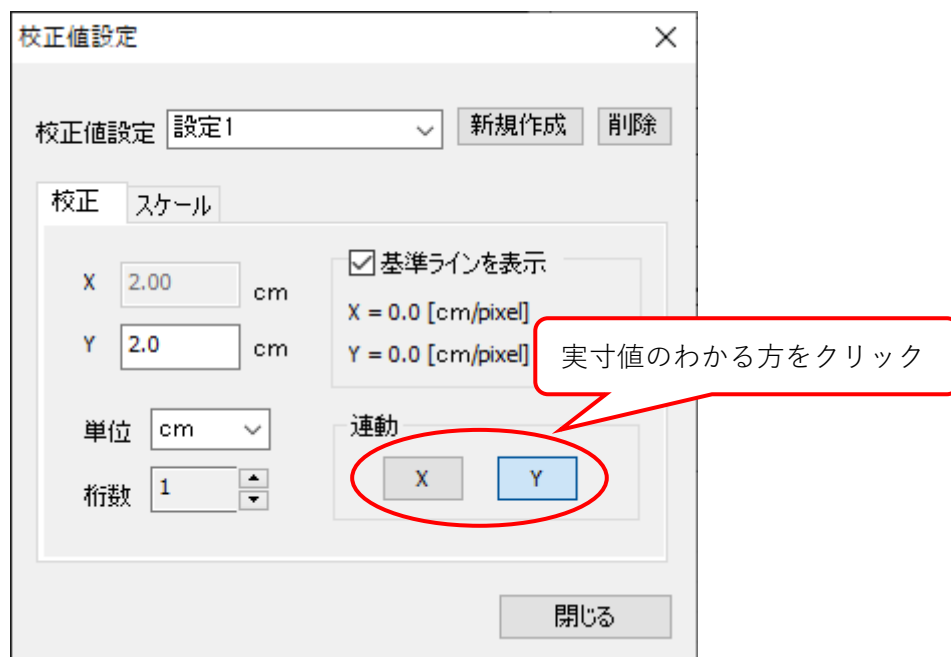 校正値設定
校正値設定 設定1 新規作成 削除
校正 スケール
X 2.00 cm
Y 2.0 cm
基準ラインを表示
X = 0.0 [cm/pixel]
Y = 0.0 [cm/pixel]
実寸値のわかる方をクリック
単位 cm
桁数 1
連動
X Y
閉じる